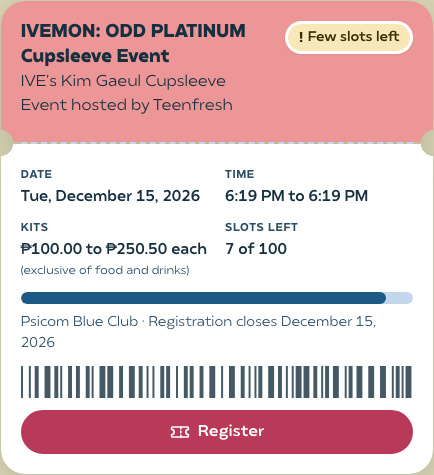 IVEMON: ODD PLATINUM
Cupsleeve Event
! Few slots left
IVE's Kim Gaeul Cupsleeve
Event hosted by Teenfresh
DATE
Tue, December 15, 2026
TIME
6:19 PM to 6:19 PM
KITS
₱100.00 to ₱250.50 each
(exclusive of food and drinks)
SLOTS LEFT
7 of 100
Psicom Blue Club · Registration closes December 15,
2026
Register